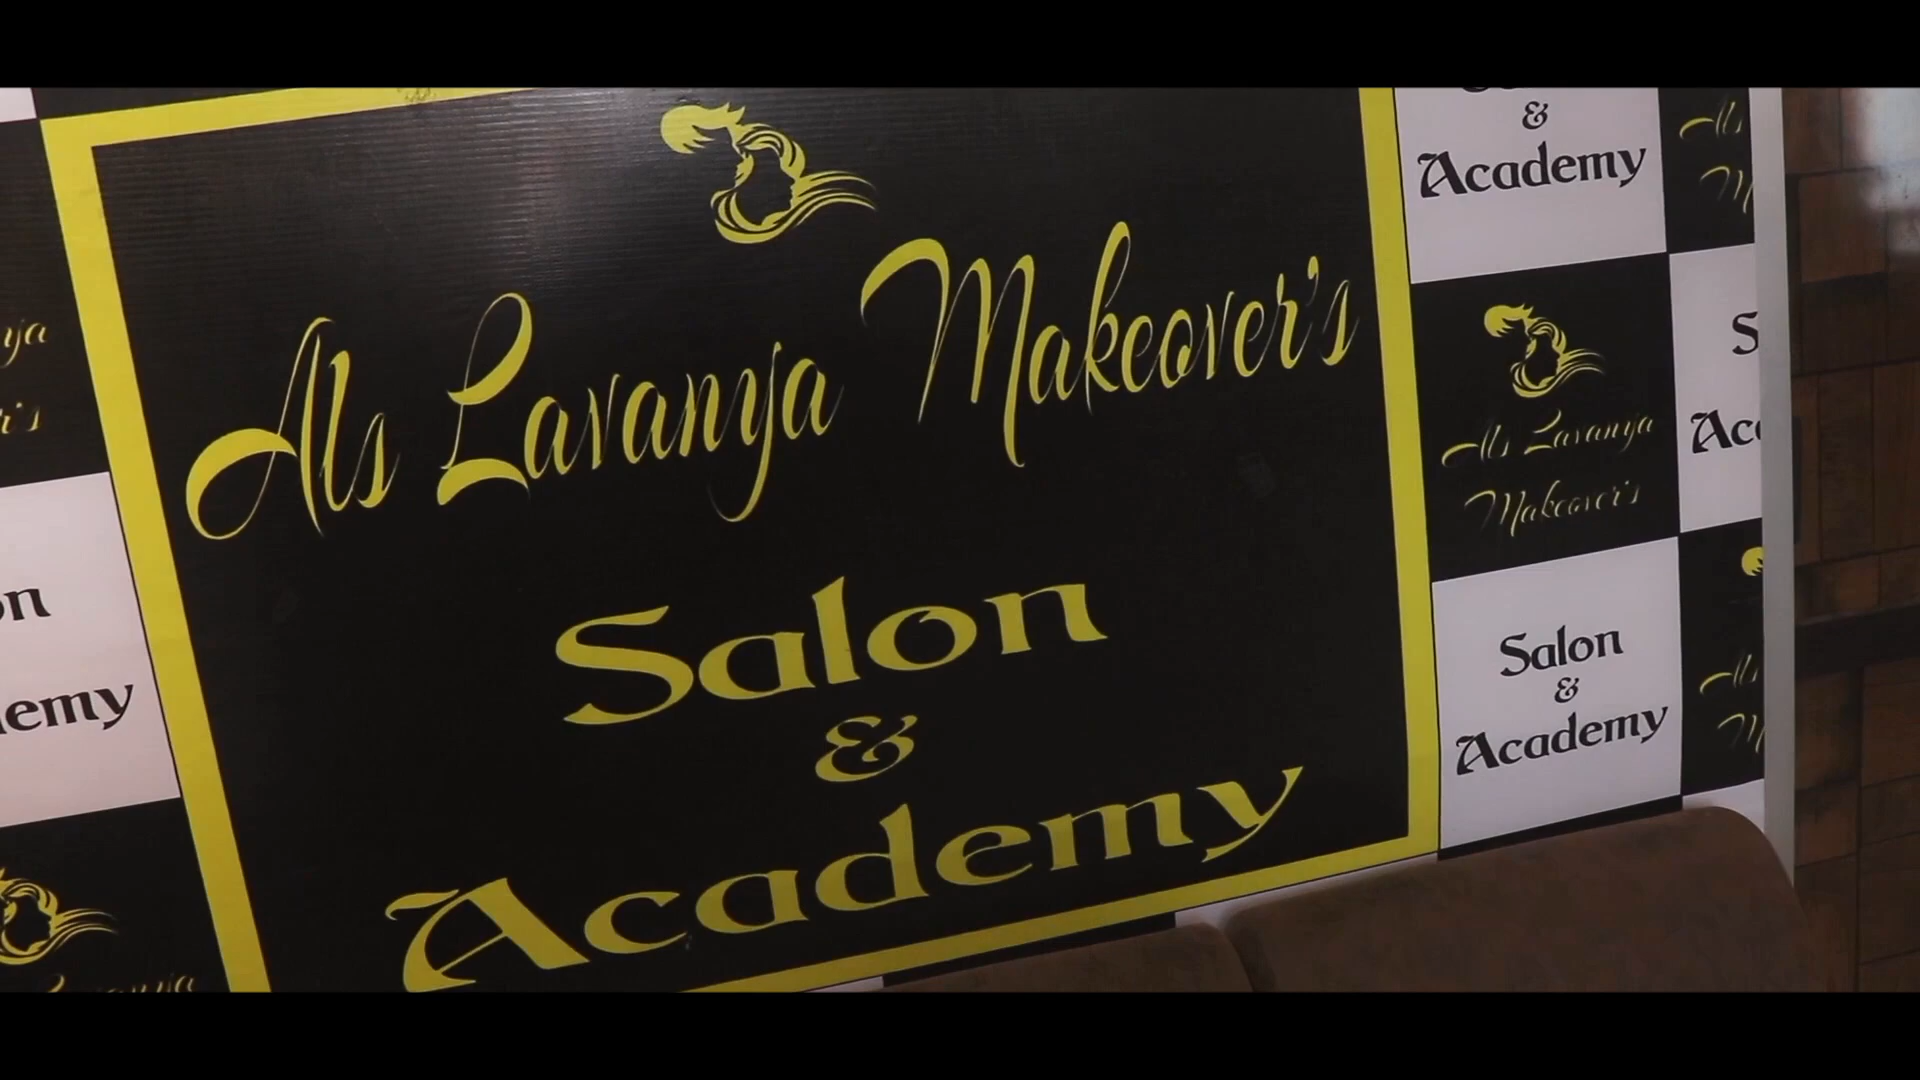 Als Lavanya Makeover's
Salon
&
Academy
&
Academy
Als Lavanya
Makeover's
Salon
&
Academy